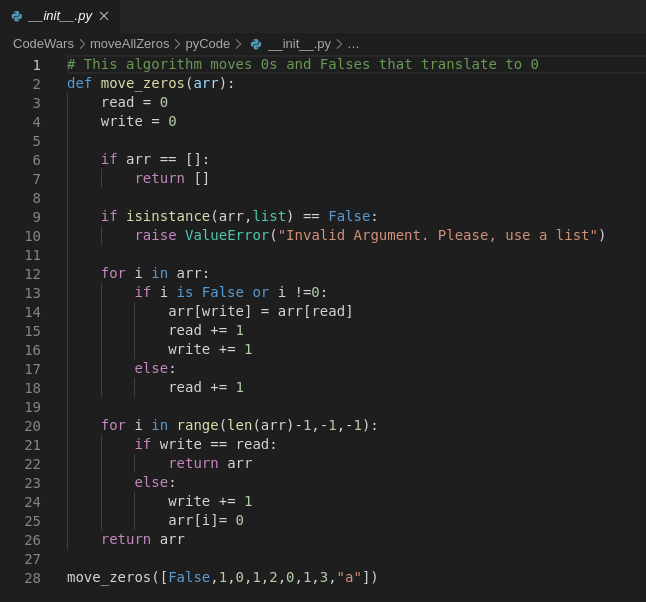 __init__.py
CodeWars > moveAllZeros > pyCode > __init__.py > ...
1 # This algorithm moves 0s and Falses that translate to 0
2 def move_zeros(arr):
3     read = 0
4     write = 0
5
6     if arr == []:
7         return []
8
9     if isinstance(arr,list) == False:
10         raise ValueError("Invalid Argument. Please, use a list")
11
12     for i in arr:
13         if i is False or i !=0:
14             arr[write] = arr[read]
15             read += 1
16             write += 1
17         else:
18             read += 1
19
20     for i in range(len(arr)-1,-1,-1):
21         if write == read:
22             return arr
23         else:
24             write += 1
25             arr[i]= 0
26     return arr
27
28 move_zeros([False,1,0,1,2,0,1,3,"a"])